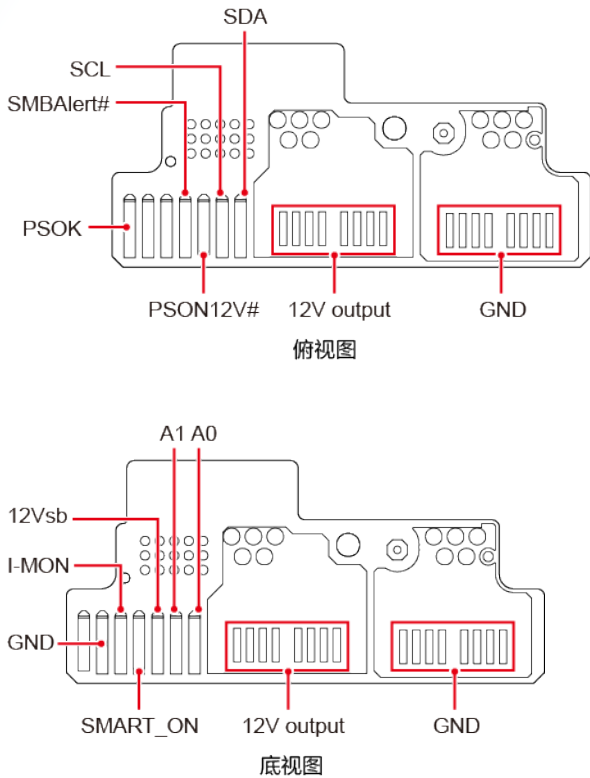 SDA
SCL
SMBAlert#
PSOK
PSON12V#
12V output
GND
俯视图
A1 A0
12Vsb
I-MON
GND
SMART_ON
12V output
GND
底视图